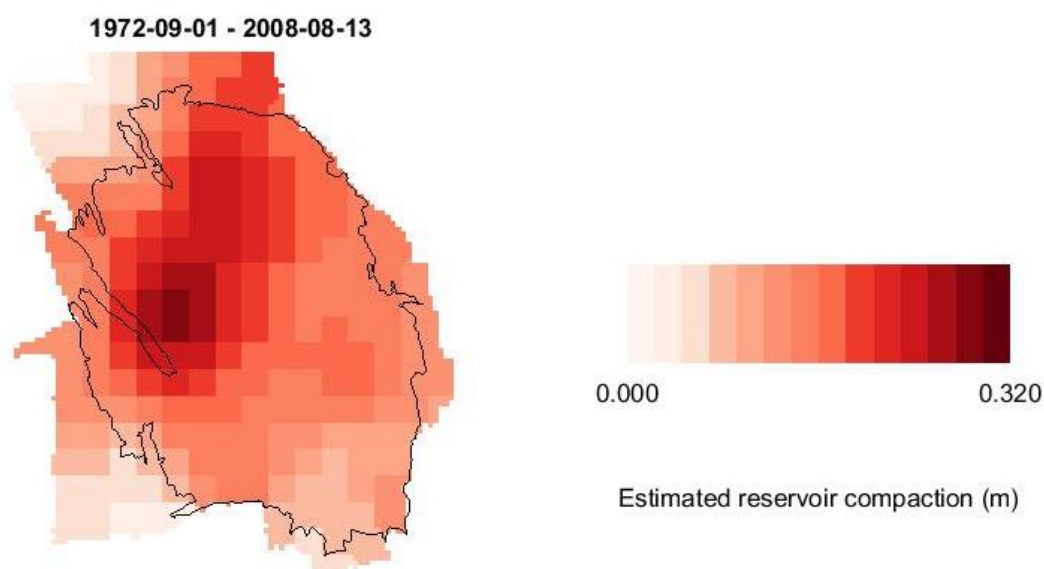 1972-09-01 - 2008-08-13
0.000
0.320
Estimated reservoir compaction (m)